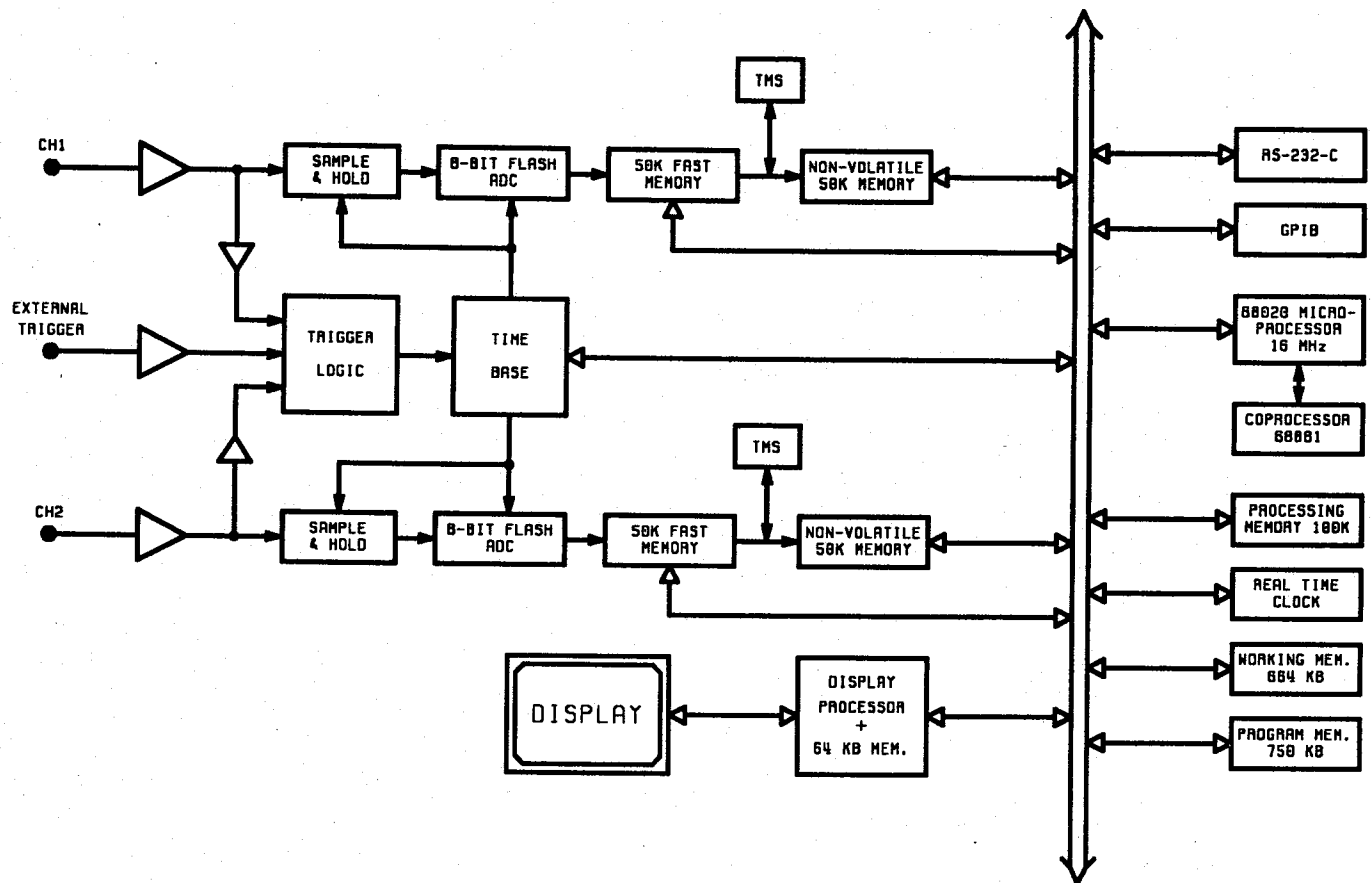 TMS
CH1
SAMPLE
& HOLD
8-BIT FLASH
ADC
50K FAST
MEMORY
NON-VOLATILE
50K MEMORY
RS-232-C
GPIB
EXTERNAL
TRIGGER
TRIGGER
LOGIC
TIME
BASE
68020 MICRO-
PROCESSOR
16 MHz
COPROCESSOR
68881
TMS
CH2
SAMPLE
& HOLD
8-BIT FLASH
ADC
50K FAST
MEMORY
NON-VOLATILE
50K MEMORY
PROCESSING
MEMORY 100K
REAL TIME
CLOCK
DISPLAY
DISPLAY
PROCESSOR
+
64 KB MEM.
WORKING MEM.
664 KB
PROGRAM MEM.
750 KB